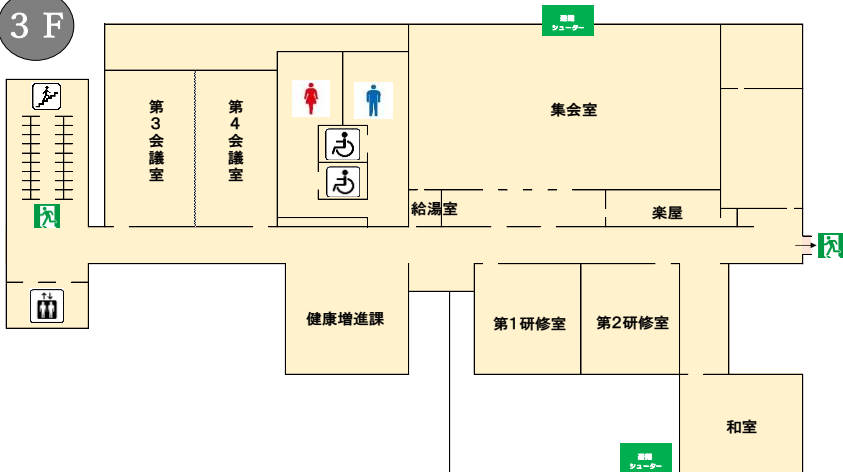 3F
避難
シューター
第3会議室
第4会議室
集会室
給湯室
楽屋
健康増進課
第1研修室
第2研修室
和室
避難
シューター